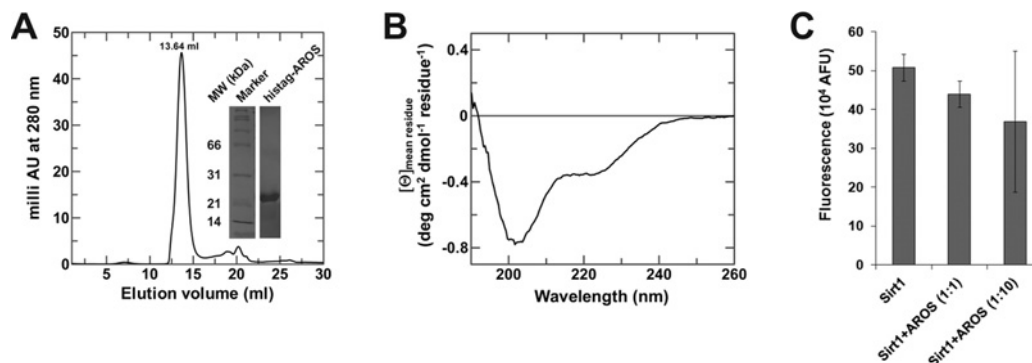 A
milli AU at 280 nm
50
40
30
20
10
0
13.64 ml
MW (kDa)
Marker
histag-AROS
66
31
21
14
1
5
10
15
20
25
30
Elution volume (ml)
B
[Θ]mean residue
(deg cm² dmol⁻¹ residue⁻¹)
0.4
0
-0.4
-0.8
200
220
240
260
Wavelength (nm)
C
Fluorescence (10⁴ AFU)
60
50
40
30
20
10
0
Sirt1
Sirt1+AROS (1:1)
Sirt1+AROS (1:10)